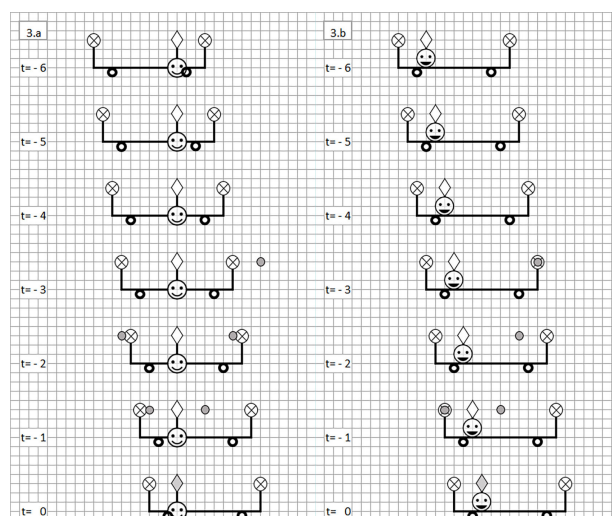 3.a 3.b
t= - 6 t= - 6
t= - 5 t= - 5
t= - 4 t= - 4
t= - 3 t= - 3
t= - 2 t= - 2
t= - 1 t= - 1
t= 0 t= 0